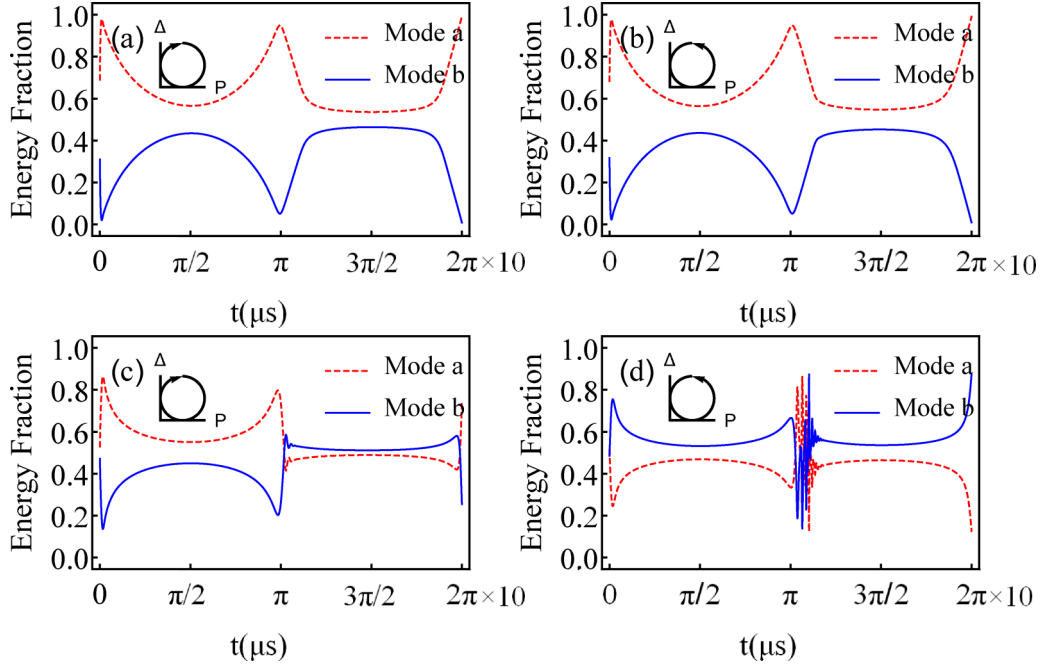 (a)
Δ
P
Mode a
Mode b
Energy Fraction
1.0
0.8
0.6
0.4
0.2
0.0
0
π/2
π
3π/2
2π×10
t(μs)
(b)
Δ
P
Mode a
Mode b
Energy Fraction
1.0
0.8
0.6
0.4
0.2
0.0
0
π/2
π
3π/2
2π×10
t(μs)
(c)
Δ
P
Mode a
Mode b
Energy Fraction
1.0
0.8
0.6
0.4
0.2
0.0
0
π/2
π
3π/2
2π×10
t(μs)
(d)
Δ
P
Mode a
Mode b
Energy Fraction
1.0
0.8
0.6
0.4
0.2
0.0
0
π/2
π
3π/2
2π×10
t(μs)